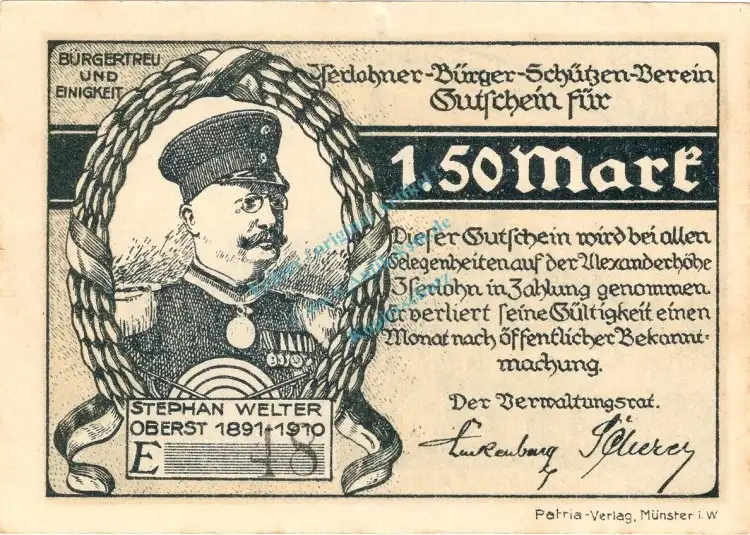 BÜRGERTREU
UND
EINIGKEIT
Iserlohner-Bürger-Schützen-Verein
Gutschein für
1.50 Mark
Dieser Gutschein wird bei allen
Gelegenheiten auf der Alexanderhöhe
Iserlohn in Zahlung genommen.
Er verliert seine Gültigkeit einen
Monat nach öffentlicher Bekannt-
machung.
Der Verwaltungsrat.
STEPHAN WELTER
OBERST 1891-1910
E 48
Patria-Verlag, Münster i.W